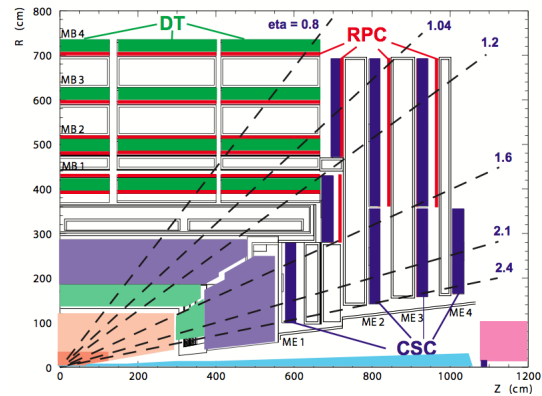 R (cm)
800
700
600
500
400
300
200
100
0
MB 4
MB 3
MB 2
MB 1
DT
eta = 0.8
1.04
RPC
1.2
1.6
2.1
2.4
ME 1
ME 2
ME 3
ME 4
CSC
0
200
400
600
800
1000
1200
Z (cm)